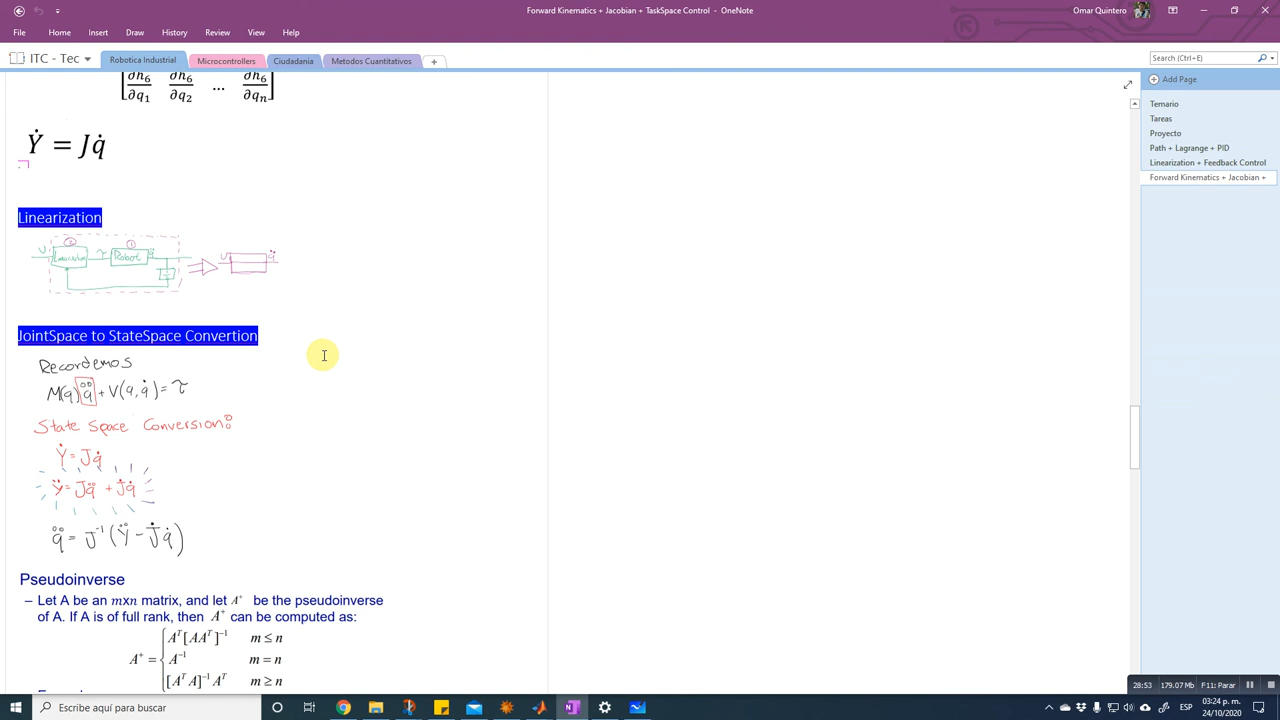 Forward Kinematics + Jacobian + TaskSpace Control - OneNote
Omar Quintero
File Home Insert Draw History Review View Help
ITC - Tec
Robotica Industrial
Microcontrollers
Ciudadania
Metodos Cuantitativos
Search (Ctrl+E)
Add Page
Temario
Tareas
Proyecto
Path + Lagrange + PID
Linearization + Feedback Control
Forward Kinematics + Jacobian +
∂h₆/∂q₁ ∂h₆/∂q₂ ... ∂h₆/∂qₙ
Ẏ = Jq̇
Linearization
U ② τ ① Robot q̈ U q̈
JointSpace to StateSpace Convertion
Recordemos
M(q)q̈ + V(q, q̇) = τ
State Space Conversion:
Ẏ = Jq̇
Ÿ = Jq̈ + J̇q̇
q̈ = J⁻¹(Ÿ - J̇q̇)
Pseudoinverse
– Let A be an mxn matrix, and let A⁺ be the pseudoinverse
of A. If A is of full rank, then A⁺ can be computed as:
Aᵀ[AAᵀ]⁻¹ m ≤ n
A⁺ = { A⁻¹ m = n
[AᵀA]⁻¹Aᵀ m ≥ n
28:53 179.07 MB F11: Parar
Escribe aquí para buscar
ESP
03:24 p.m.
24/10/2020